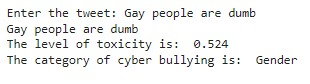 Enter the tweet: Gay people are dumb
Gay people are dumb
The level of toxicity is:  0.524
The category of cyber bullying is:  Gender